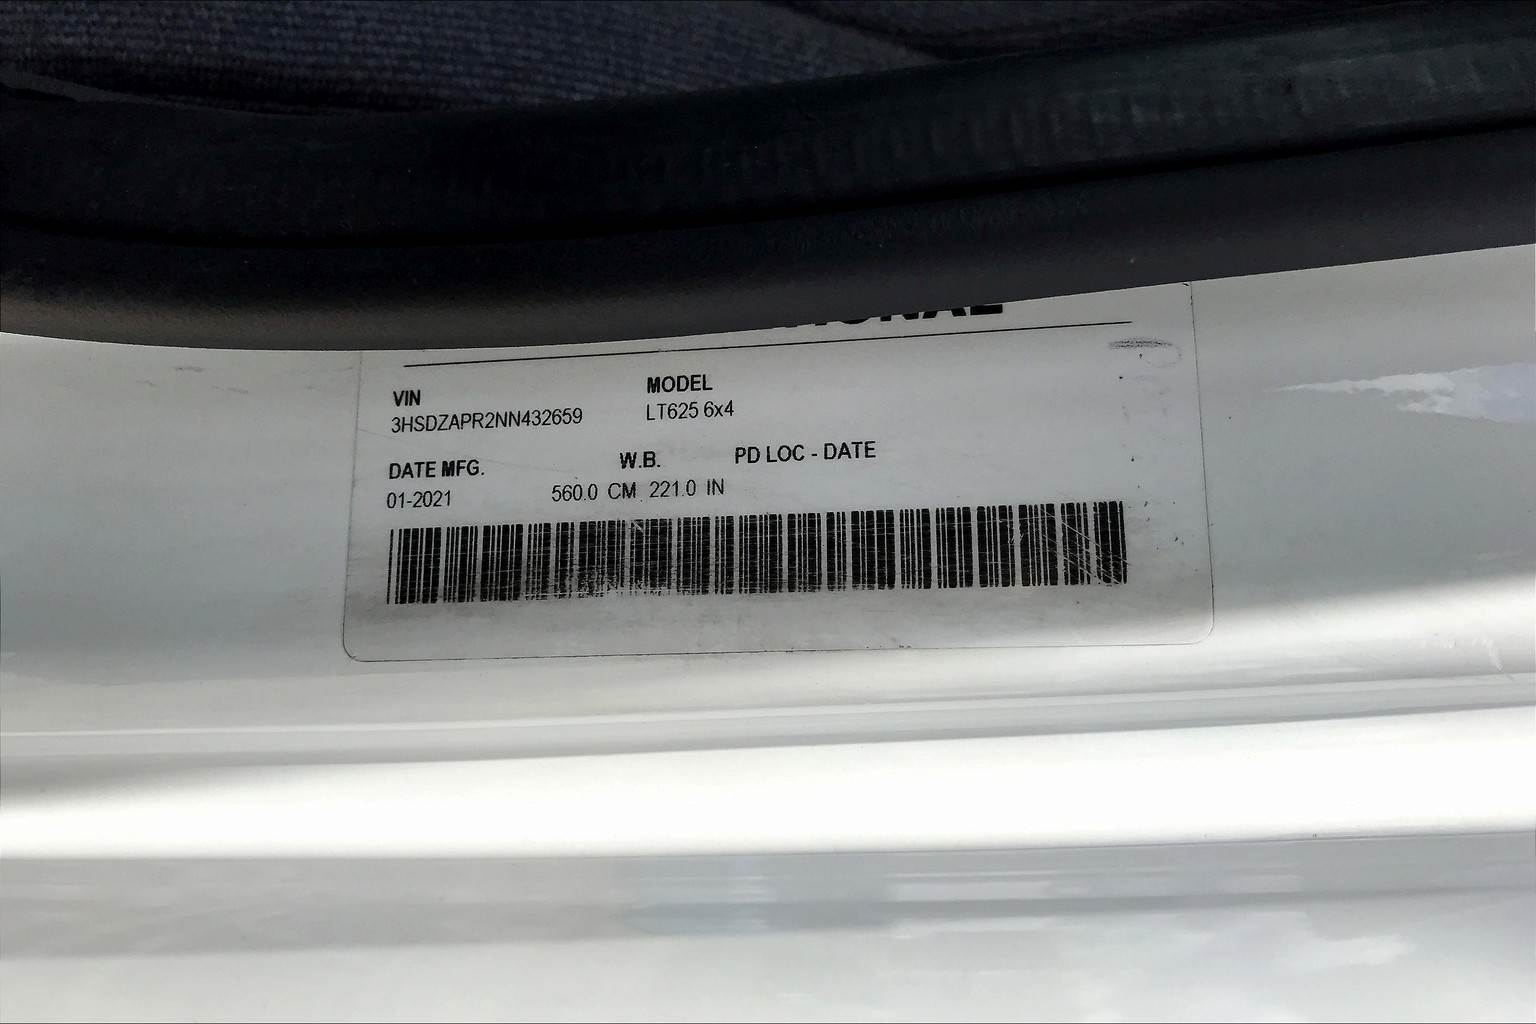 VIN MODEL
3HSDZAPR2NN432659 LT625 6x4
DATE MFG. W.B. PD LOC - DATE
01-2021 560.0 CM 221.0 IN